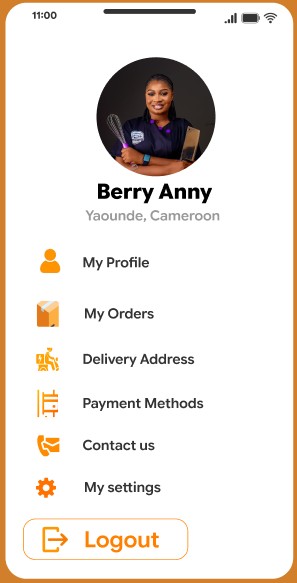 11:00
Berry Anny
Yaounde, Cameroon
My Profile
My Orders
Delivery Address
Payment Methods
Contact us
My settings
Logout